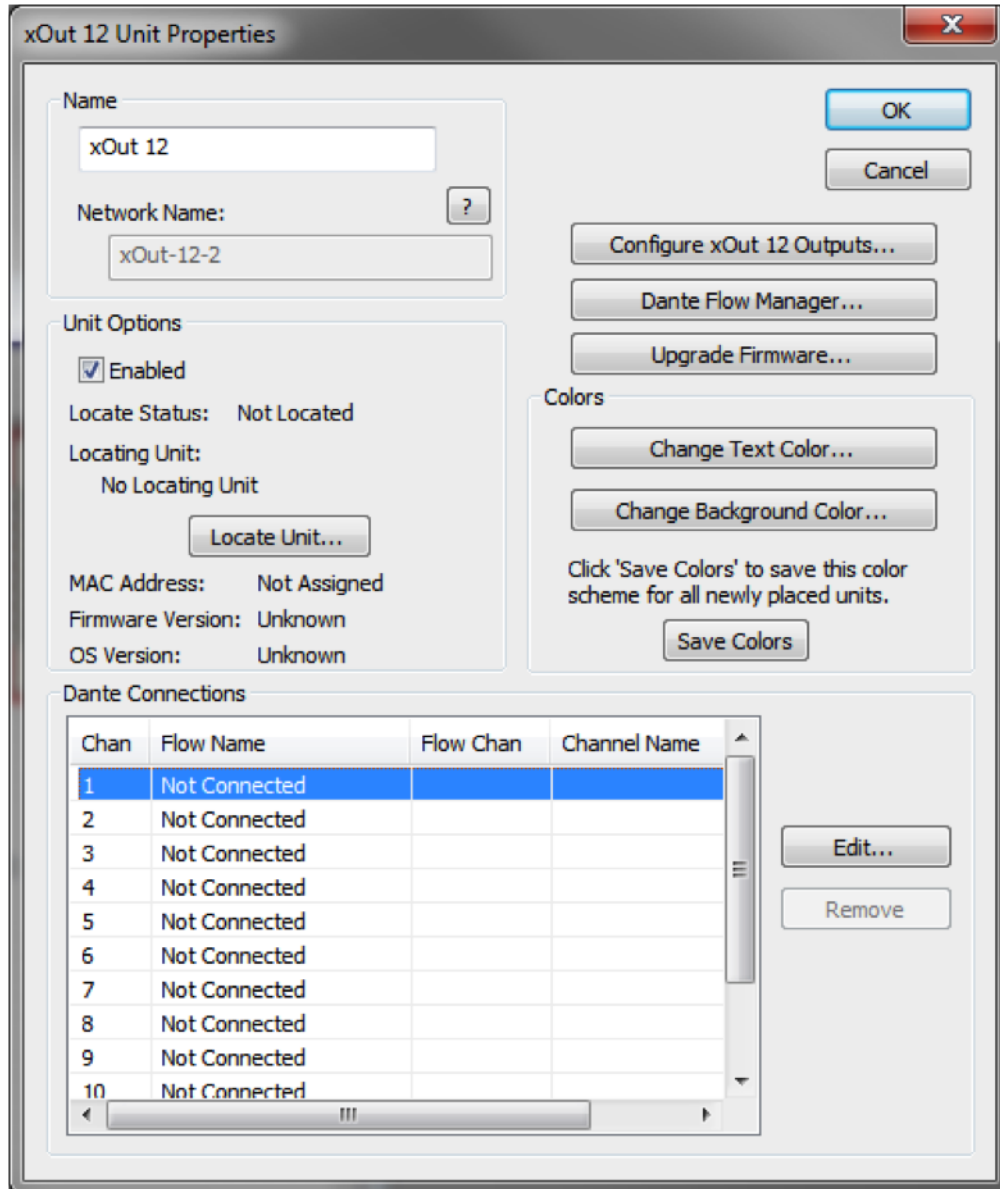 xOut 12 Unit Properties
Name
xOut 12
Network Name:
?
xOut-12-2
OK
Cancel
Configure xOut 12 Outputs...
Dante Flow Manager...
Upgrade Firmware...
Unit Options
Enabled
Locate Status: Not Located
Locating Unit:
No Locating Unit
Locate Unit...
MAC Address: Not Assigned
Firmware Version: Unknown
OS Version: Unknown
Colors
Change Text Color...
Change Background Color...
Click 'Save Colors' to save this color
scheme for all newly placed units.
Save Colors
Dante Connections
Chan Flow Name Flow Chan Channel Name
1 Not Connected
2 Not Connected
3 Not Connected
4 Not Connected
5 Not Connected
6 Not Connected
7 Not Connected
8 Not Connected
9 Not Connected
10 Not Connected
Edit...
Remove